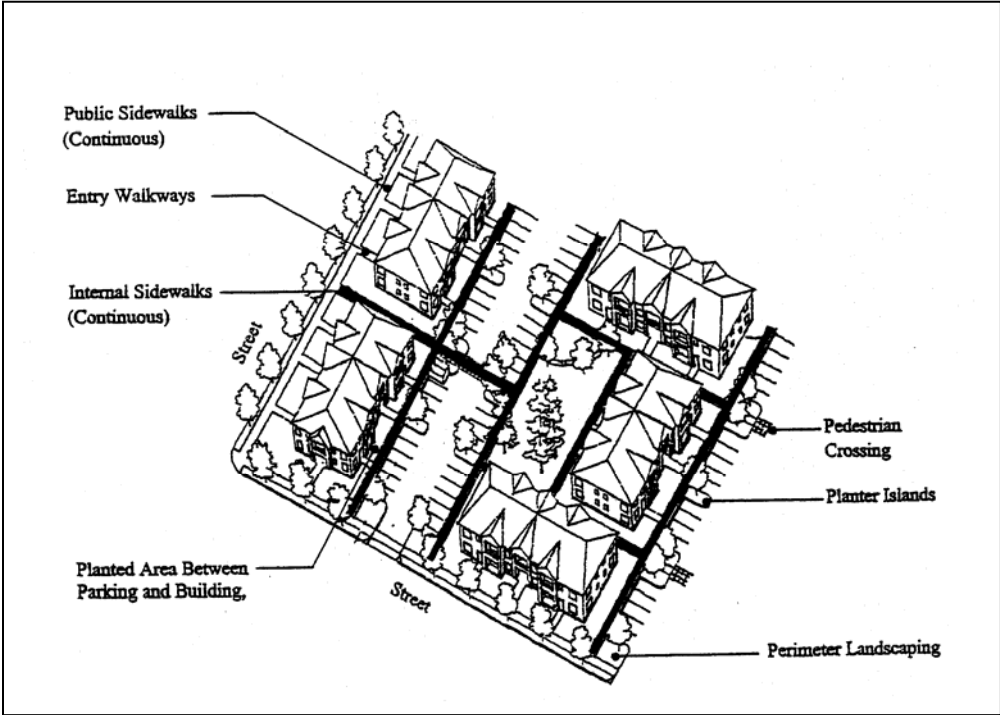 Public Sidewalks
(Continuous)
Entry Walkways
Internal Sidewalks
(Continuous)
Street
Pedestrian
Crossing
Planter Islands
Planted Area Between
Parking and Building,
Street
Perimeter Landscaping